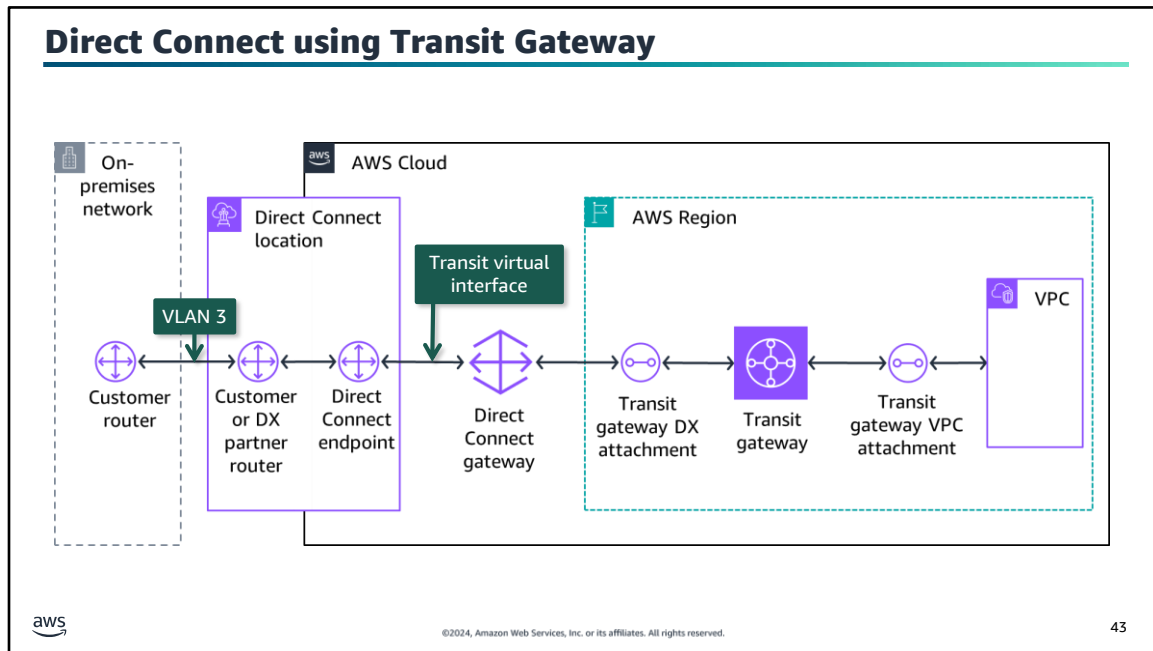 Direct Connect using Transit Gateway
On-
premises
network
aws
AWS Cloud
Direct Connect
location
AWS Region
Transit virtual
interface
VPC
VLAN 3
Customer
router
Customer
or DX
partner
router
Direct
Connect
endpoint
Direct
Connect
gateway
Transit
gateway DX
attachment
Transit
gateway
Transit
gateway VPC
attachment
aws
©2024, Amazon Web Services, Inc. or its affiliates. All rights reserved.
43